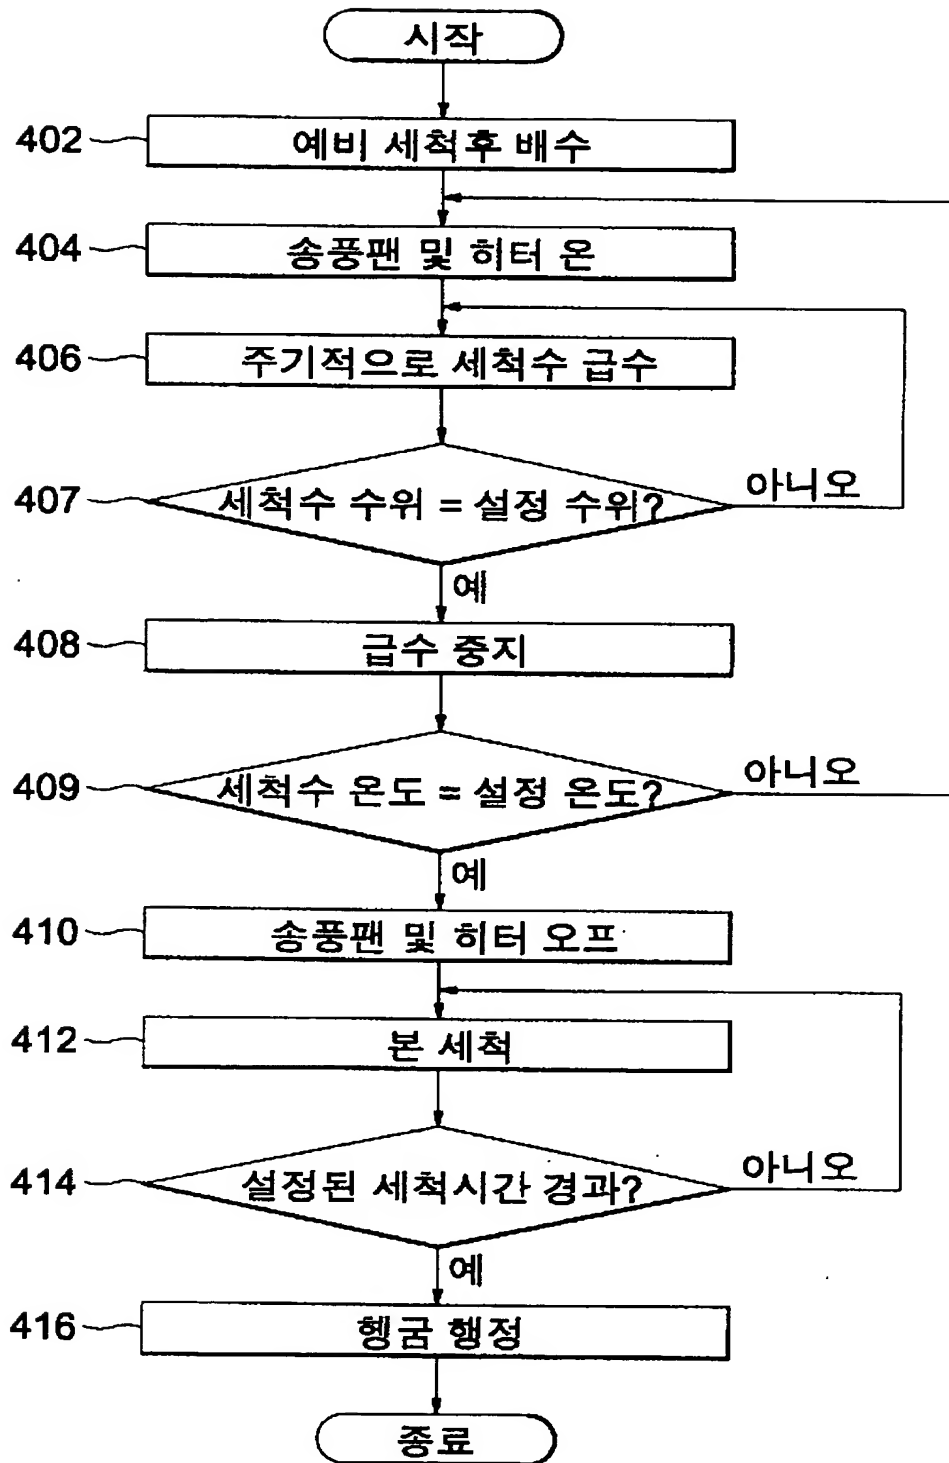 시작
402 예비 세척후 배수
404 송풍팬 및 히터 온
406 주기적으로 세척수 급수
407 세척수 수위 = 설정 수위? 아니오
예
408 급수 중지
409 세척수 온도 = 설정 온도? 아니오
예
410 송풍팬 및 히터 오프
412 본 세척
414 설정된 세척시간 경과? 아니오
예
416 헹굼 행정
종료